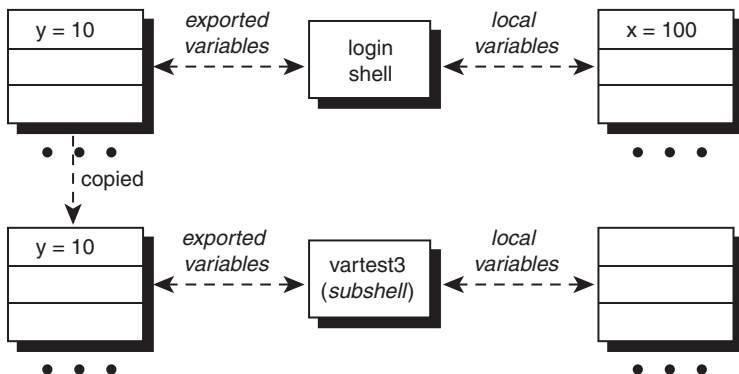 y = 10
exported
variables
login
shell
local
variables
x = 100
copied
y = 10
exported
variables
vartest3
(subshell)
local
variables